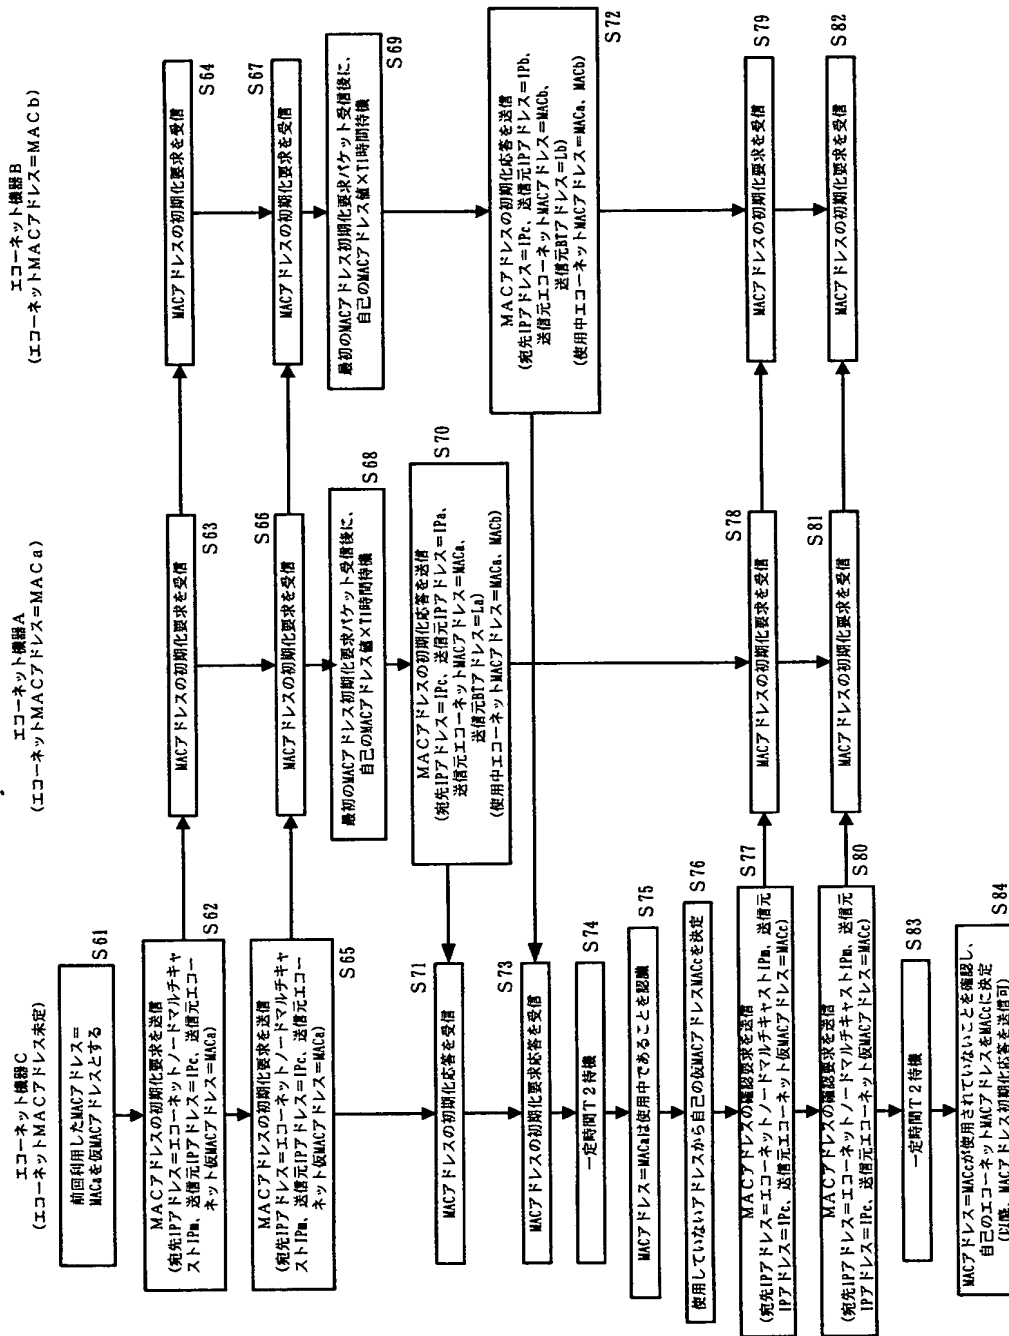 エコーネット機器C
(エコーネットMACアドレス未定)
前回利用したMACアドレス=
MACaを仮MACアドレスとする
S61
MACアドレスの初期化要求を送信
(宛先IPアドレス=エコーネットノードマルチキャ
ストIPm、送信元IPアドレス=IPc、送信元エコー
ネット仮MACアドレス=MACa)
S62
MACアドレスの初期化要求を送信
(宛先IPアドレス=エコーネットノードマルチキャ
ストIPm、送信元IPアドレス=IPc、送信元エコー
ネット仮MACアドレス=MACa)
S65
MACアドレスの初期化応答を受信
S71
MACアドレスの初期化要求応答を受信
S73
一定時間T2待機
S74
MACアドレス=MACaは使用中であることを認識
S75
使用していないアドレスから自己の仮MACアドレスMACcを決定
S76
MACアドレスの確認要求を送信
(宛先IPアドレス=エコーネットノードマルチキャストIPm、送信元
IPアドレス=IPc、送信元エコーネット仮MACアドレス=MACc)
S77
MACアドレスの確認要求を送信
(宛先IPアドレス=エコーネットノードマルチキャストIPm、送信元
IPアドレス=IPc、送信元エコーネット仮MACアドレス=MACc)
S80
一定時間T2待機
S83
MACアドレス=MACcが使用されていないことを確認し、
自己のエコーネットMACアドレスをMACcに決定
(以降、MACアドレス初期化応答を送信可)
S84
エコーネット機器A
(エコーネットMACアドレス=MACa)
MACアドレスの初期化要求を受信
S63
MACアドレスの初期化要求を受信
S66
最初のMACアドレス初期化要求パケット受信後に、
自己のMACアドレス値×T1時間待機
S68
MACアドレスの初期化応答を送信
(宛先IPアドレス=IPc、送信元IPアドレス=IPa、
送信元エコーネットMACアドレス=MACa、
送信元BTアドレス=La)
(使用中エコーネットMACアドレス=MACa、MACb)
S70
MACアドレスの初期化要求を受信
S78
MACアドレスの初期化要求を受信
S81
エコーネット機器B
(エコーネットMACアドレス=MACb)
MACアドレスの初期化要求を受信
S64
MACアドレスの初期化要求を受信
S67
最初のMACアドレス初期化要求パケット受信後に、
自己のMACアドレス値×T1時間待機
S69
MACアドレスの初期化応答を送信
(宛先IPアドレス=IPc、送信元IPアドレス=IPb、
送信元エコーネットMACアドレス=MACb、
送信元BTアドレス=Lb)
(使用中エコーネットMACアドレス=MACa、MACb)
S72
MACアドレスの初期化要求を受信
S79
MACアドレスの初期化要求を受信
S82